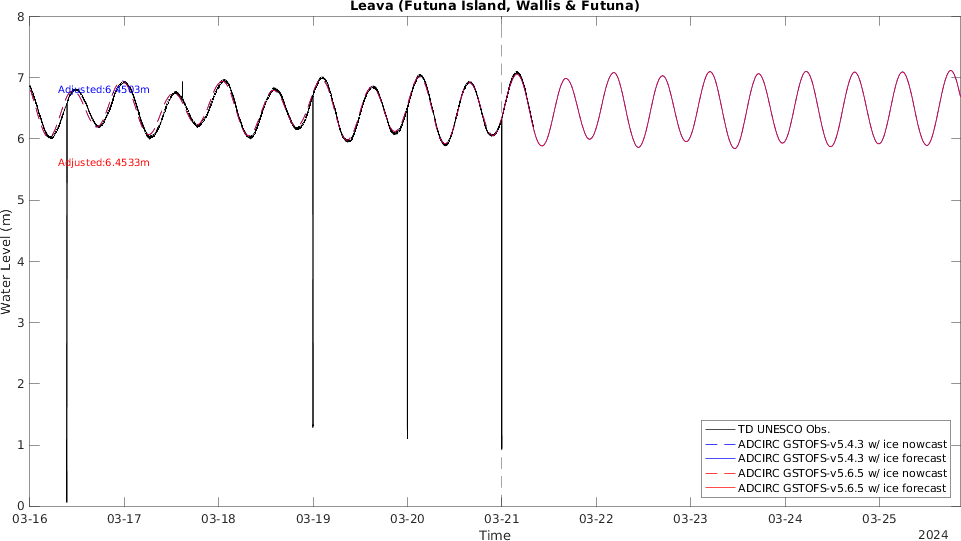 Leava (Futuna Island, Wallis & Futuna)
8
7
6
5
4
3
2
1
0
Water Level (m)
Adjusted:6.4503m
Adjusted:6.4533m
TD UNESCO Obs.
ADCIRC GSTOFS-v5.4.3 w/ ice nowcast
ADCIRC GSTOFS-v5.4.3 w/ ice forecast
ADCIRC GSTOFS-v5.6.5 w/ ice nowcast
ADCIRC GSTOFS-v5.6.5 w/ ice forecast
03-16 03-17 03-18 03-19 03-20 03-21 03-22 03-23 03-24 03-25
Time
2024